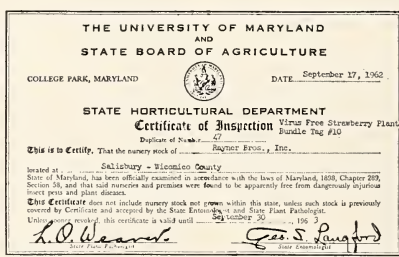 THE UNIVERSITY OF MARYLAND
AND
STATE BOARD OF AGRICULTURE
COLLEGE PARK, MARYLAND DATE September 17, 1962
STATE HORTICULTURAL DEPARTMENT
Certificate of Inspection Virus Free Strawberry Plant
Bundle Tag #10
Duplicate of Number 47
This is to Certify, That the nursery stock of Raynor Bros., Inc.
located at Salisbury - Wicomico County
State of Maryland, has been officially examined in accordance with the laws of Maryland, 1898, Chapter 289,
Section 58, and that said nurseries and premises were found to be apparently free from dangerously injurious
insect pests and plant diseases.
This Certificate does not include nursery stock not grown within this state, unless such stock is previously
covered by Certificate and accepted by the State Entomologist and State Plant Pathologist.
Unless sooner revoked, this certificate is valid until September 30 196 3
L. O. Weaver. Geo. S. Langford
State Plant Pathologist State Entomologist